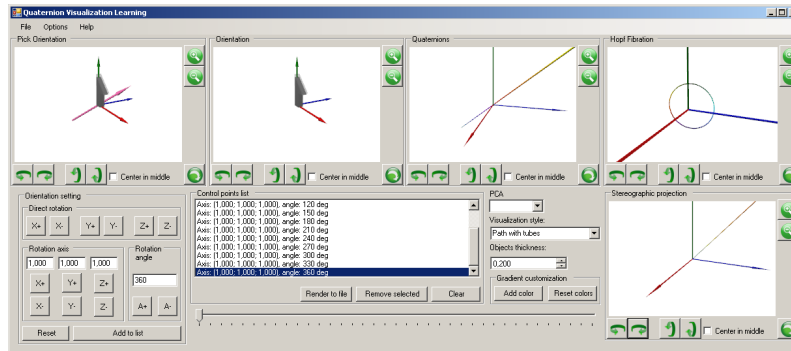 Quaternion Visualization Learning
File Options Help
Pick Orientation
Orientation
Quaternions
Hopf Fibration
Center in middle
Center in middle
Center in middle
Center in middle
Orientation setting
Direct rotation
X+ X- Y+ Y- Z+ Z-
Rotation axis
1,000 1,000 1,000
X+ Y+ Z+
X- Y- Z-
Rotation angle
360
A+ A-
Reset Add to list
Control points list
Axis: (1,000; 1,000; 1,000), angle: 120 deg
Axis: (1,000; 1,000; 1,000), angle: 150 deg
Axis: (1,000; 1,000; 1,000), angle: 180 deg
Axis: (1,000; 1,000; 1,000), angle: 210 deg
Axis: (1,000; 1,000; 1,000), angle: 240 deg
Axis: (1,000; 1,000; 1,000), angle: 270 deg
Axis: (1,000; 1,000; 1,000), angle: 300 deg
Axis: (1,000; 1,000; 1,000), angle: 330 deg
Axis: (1,000; 1,000; 1,000), angle: 360 deg
Render to file Remove selected Clear
PCA
Visualization style:
Path with tubes
Objects thickness:
0,200
Gradient customization
Add color Reset colors
Stereographic projection
Center in middle